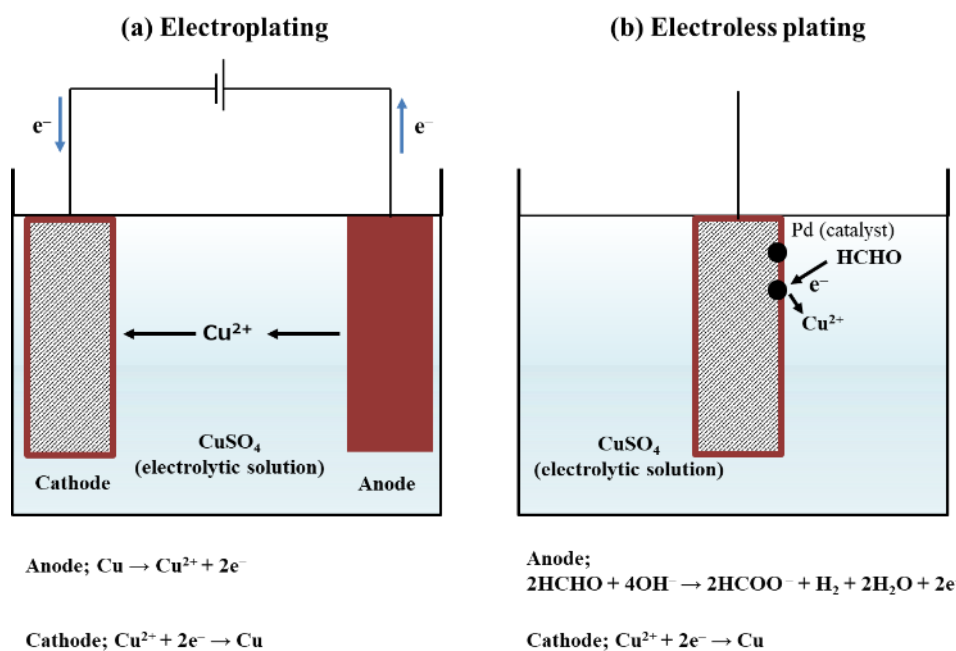 (a) Electroplating
e⁻
e⁻
Cu²⁺
CuSO₄
(electrolytic solution)
Cathode
Anode
Anode; Cu → Cu²⁺ + 2e⁻
Cathode; Cu²⁺ + 2e⁻ → Cu
(b) Electroless plating
Pd (catalyst)
HCHO
e⁻
Cu²⁺
CuSO₄
(electrolytic solution)
Anode;
2HCHO + 4OH⁻ → 2HCOO⁻ + H₂ + 2H₂O + 2e
Cathode; Cu²⁺ + 2e⁻ → Cu